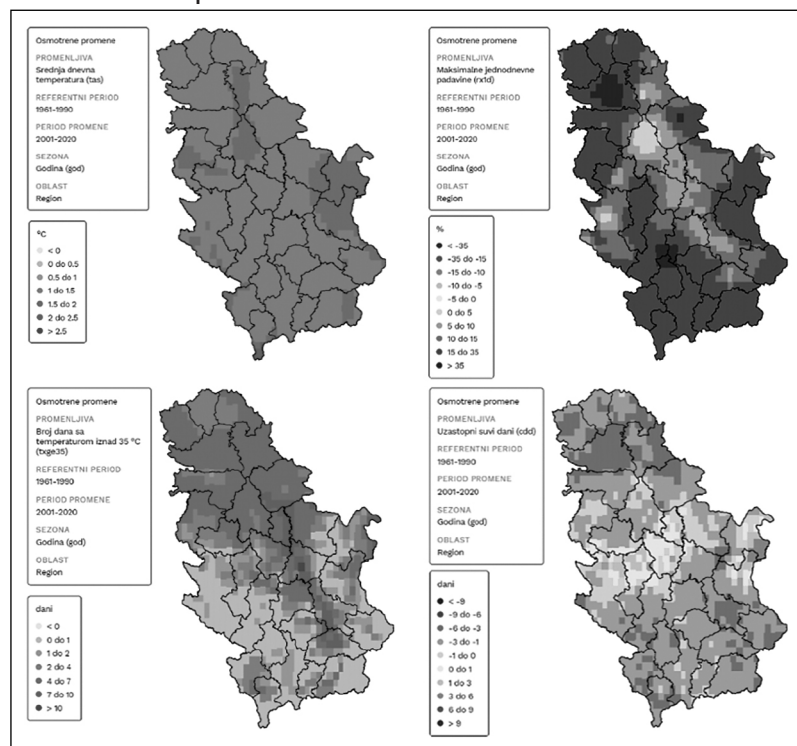 Osmotrene promene
PROMENLJIVA
Srednja dnevna
temperatura (tas)
REFERENTNI PERIOD
1961-1990
PERIOD PROMENE
2001-2020
SEZONA
Godina (god)
OBLAST
Region
°C
< 0
0 do 0.5
0.5 do 1
1 do 1.5
1.5 do 2
2 do 2.5
> 2.5
Osmotrene promene
PROMENLJIVA
Maksimalne jednodnevne
padavine (rx1d)
REFERENTNI PERIOD
1961-1990
PERIOD PROMENE
2001-2020
SEZONA
Godina (god)
OBLAST
Region
%
< -35
-35 do -15
-15 do -10
-10 do -5
-5 do 0
0 do 5
5 do 10
10 do 15
15 do 35
> 35
Osmotrene promene
PROMENLJIVA
Broj dana sa
temperaturom iznad 35 °C
(txge35)
REFERENTNI PERIOD
1961-1990
PERIOD PROMENE
2001-2020
SEZONA
Godina (god)
OBLAST
Region
dani
< 0
0 do 1
1 do 2
2 do 4
4 do 7
7 do 10
> 10
Osmotrene promene
PROMENLJIVA
Uzastopni suvi dani (cdd)
REFERENTNI PERIOD
1961-1990
PERIOD PROMENE
2001-2020
SEZONA
Godina (god)
OBLAST
Region
dani
< -9
-9 do -6
-6 do -3
-3 do -1
-1 do 0
0 do 1
1 do 3
3 do 6
6 do 9
> 9